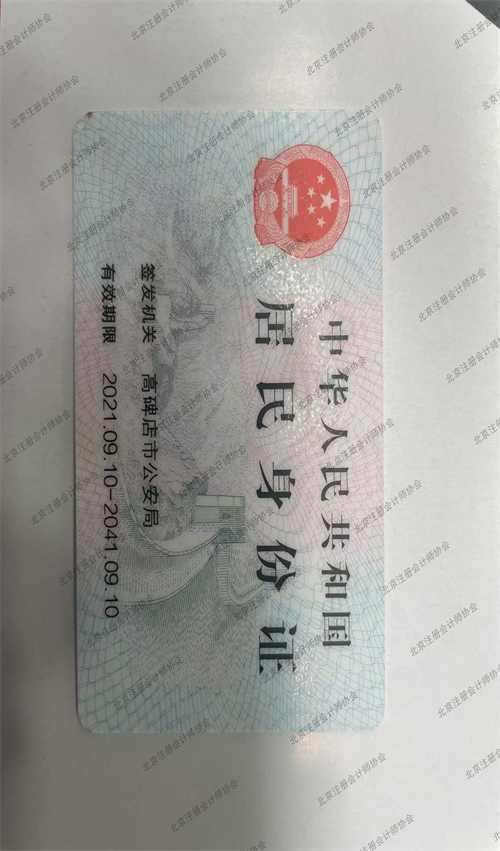 中华人民共和国
居民身份证
签发机关 高碑店市公安局
有效期限 2021.09.10-2041.09.10
北京注册会计师协会